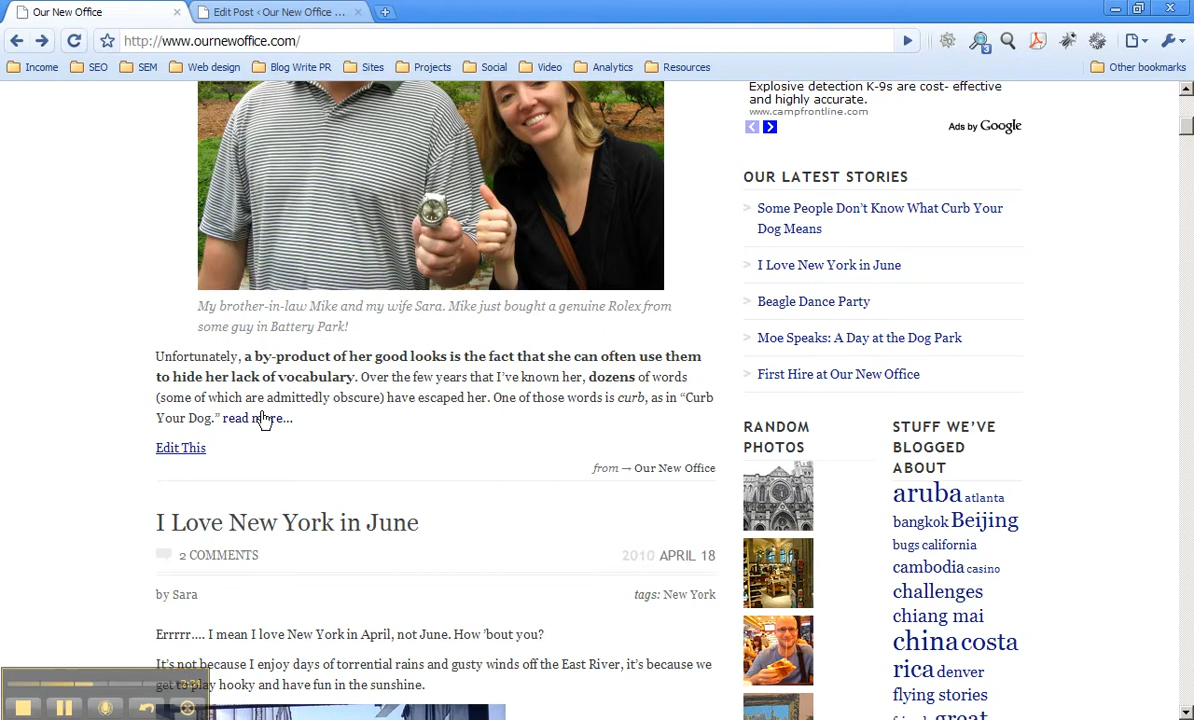 Our New Office
Edit Post ‹ Our New Office ...
http://www.ournewoffice.com/
3
Income
SEO
SEM
Web design
Blog Write PR
Sites
Projects
Social
Video
Analytics
Resources
Other bookmarks
My brother-in-law Mike and my wife Sara. Mike just bought a genuine Rolex from
some guy in Battery Park!
Unfortunately, a by-product of her good looks is the fact that she can often use them
to hide her lack of vocabulary. Over the few years that I've known her, dozens of words
(some of which are admittedly obscure) have escaped her. One of those words is curb, as in “Curb
Your Dog.” read more...
Edit This
from → Our New Office
I Love New York in June
2 COMMENTS
2010 APRIL 18
by Sara
tags: New York
Errrrr.... I mean I love New York in April, not June. How 'bout you?
It's not because I enjoy days of torrential rains and gusty winds off the East River, it's because we
get to play hooky and have fun in the sunshine.
Explosive detection K-9s are cost- effective
and highly accurate.
www.campfrontline.com
Ads by Google
OUR LATEST STORIES
> Some People Don't Know What Curb Your
Dog Means
> I Love New York in June
> Beagle Dance Party
> Moe Speaks: A Day at the Dog Park
> First Hire at Our New Office
RANDOM
PHOTOS
STUFF WE'VE
BLOGGED
ABOUT
aruba atlanta
bangkok Beijing
bugs california
cambodia casino
challenges
chiang mai
china costa
rica denver
flying stories
great